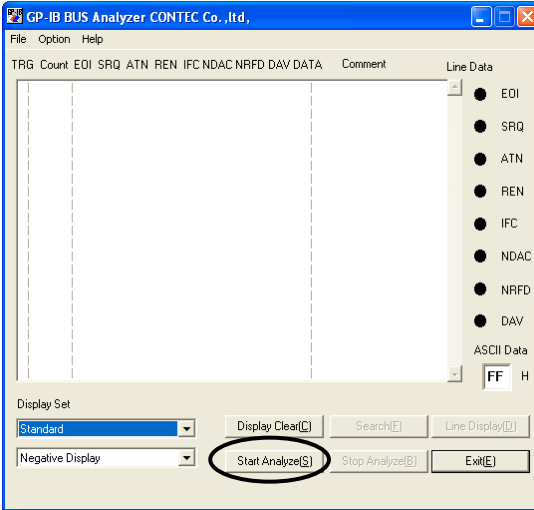 GP-IB BUS Analyzer CONTEC Co. ,ltd,
File Option Help
TRG Count EOI SRQ ATN REN IFC NDAC NRFD DAV DATA Comment Line Data
EOI
SRQ
ATN
REN
IFC
NDAC
NRFD
DAV
ASCII Data
FF H
Display Set
Standard Display Clear(C) Search(F) Line Display(D)
Negative Display Start Analyze(S) Stop Analyze(B) Exit(E)